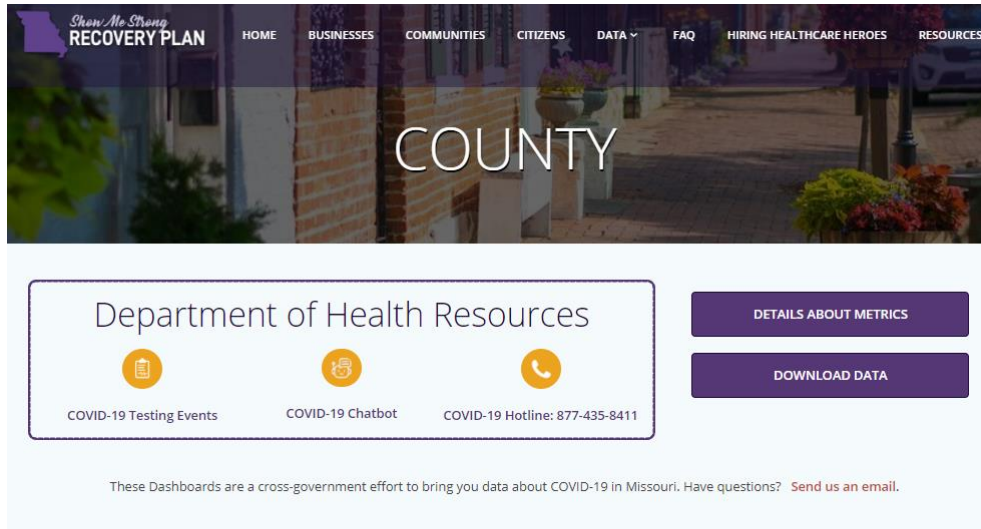 Show Me Strong
RECOVERY PLAN
HOME BUSINESSES COMMUNITIES CITIZENS DATA FAQ HIRING HEALTHCARE HEROES RESOURCES
COUNTY
Department of Health Resources
COVID-19 Testing Events
COVID-19 Chatbot
COVID-19 Hotline: 877-435-8411
DETAILS ABOUT METRICS
DOWNLOAD DATA
These Dashboards are a cross-government effort to bring you data about COVID-19 in Missouri. Have questions? Send us an email.